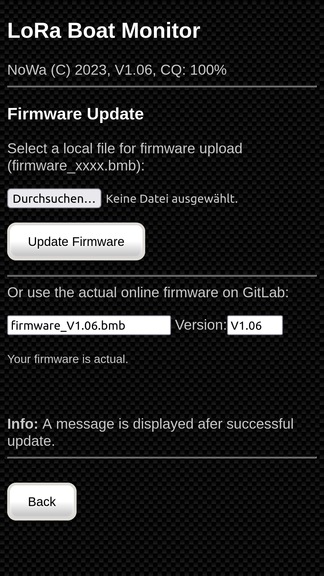 LoRa Boat Monitor
NoWa (C) 2023, V1.06, CQ: 100%
Firmware Update
Select a local file for firmware upload
(firmware_xxxx.bmb):
Durchsuchen... Keine Datei ausgewählt.
Update Firmware
Or use the actual online firmware on GitLab:
firmware_V1.06.bmb Version: V1.06
Your firmware is actual.
Info: A message is displayed afer successful
update.
Back